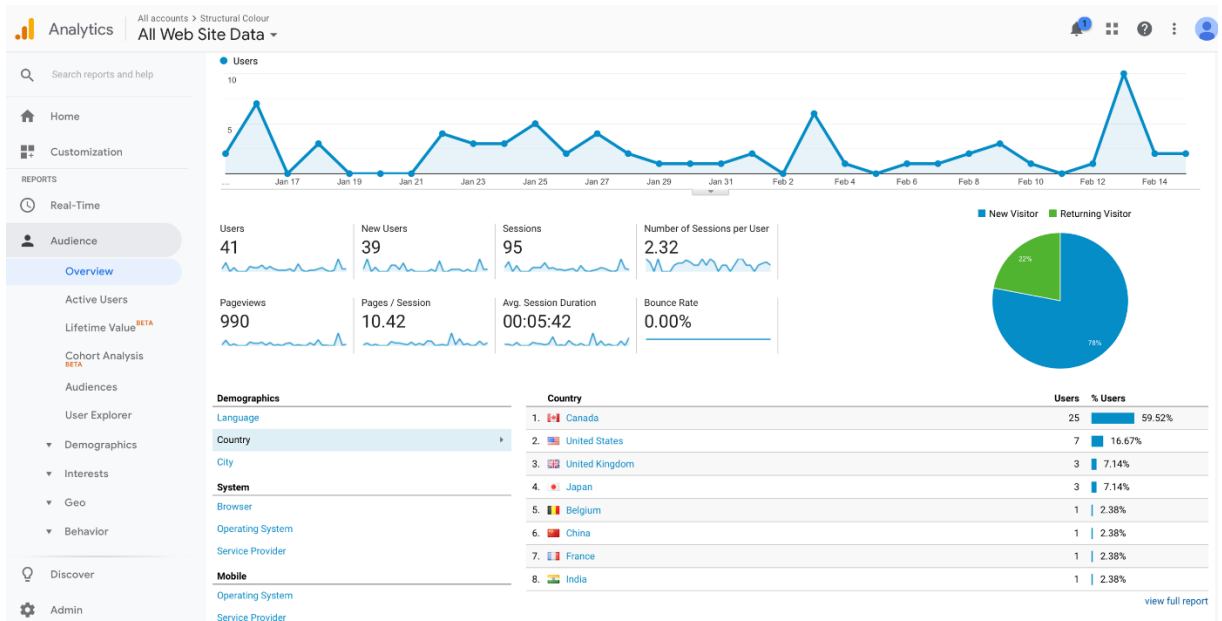 Analytics
All accounts > Structural Colour
All Web Site Data
1
Search reports and help
Home
Customization
REPORTS
Real-Time
Audience
Overview
Active Users
Lifetime Value BETA
Cohort Analysis
BETA
Audiences
User Explorer
Demographics
Interests
Geo
Behavior
Discover
Admin
Users
10
5
... Jan 17 Jan 19 Jan 21 Jan 23 Jan 25 Jan 27 Jan 29 Jan 31 Feb 2 Feb 4 Feb 6 Feb 8 Feb 10 Feb 12 Feb 14
Users
41
New Users
39
Sessions
95
Number of Sessions per User
2.32
Pageviews
990
Pages / Session
10.42
Avg. Session Duration
00:05:42
Bounce Rate
0.00%
New Visitor Returning Visitor
22%
78%
Demographics
Language
Country
City
System
Browser
Operating System
Service Provider
Mobile
Operating System
Service Provider
Country Users % Users
1. Canada 25 59.52%
2. United States 7 16.67%
3. United Kingdom 3 7.14%
4. Japan 3 7.14%
5. Belgium 1 2.38%
6. China 1 2.38%
7. France 1 2.38%
8. India 1 2.38%
view full report